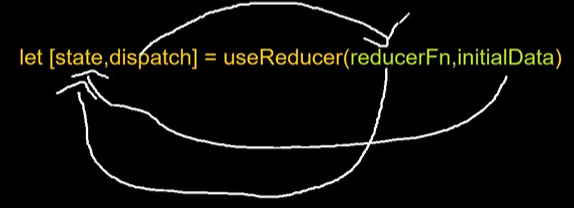 let [state,dispatch] = useReducer(reducerFn,initialData)